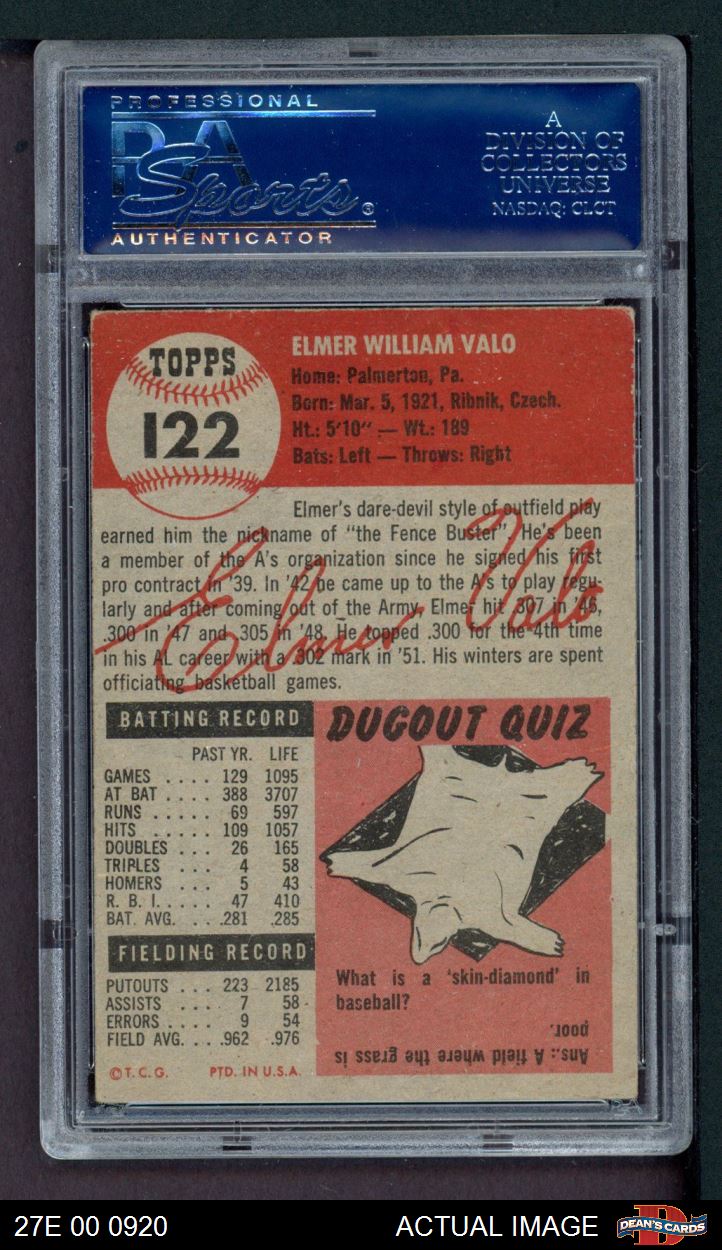 PROFESSIONAL
PSA
Sports
AUTHENTICATOR
A
DIVISION OF
COLLECTORS
UNIVERSE
NASDAQ: CLCT
TOPPS
122
ELMER WILLIAM VALO
Home: Palmerton, Pa.
Born: Mar. 5, 1921, Ribnik, Czech.
Ht.: 5'10" — Wt.: 189
Bats: Left — Throws: Right
Elmer's dare-devil style of outfield play
earned him the nickname of "the Fence Buster". He's been
a member of the A's organization since he signed his first
pro contract in '39. In '42 he came up to the A's to play regu-
larly and after coming out of the Army, Elmer hit .307 in '46,
.300 in '47 and .305 in '48. He topped .300 for the 4th time
in his AL career with a .302 mark in '51. His winters are spent
officiating basketball games.
Elmer Valo
BATTING RECORD
PAST YR. LIFE
GAMES .... 129 1095
AT BAT .... 388 3707
RUNS ..... 69 597
HITS ..... 109 1057
DOUBLES ... 26 165
TRIPLES ... 4 58
HOMERS ... 5 43
R. B. I. .... 47 410
BAT. AVG. ... .281 .285
FIELDING RECORD
PUTOUTS ... 223 2185
ASSISTS ... 7 58
ERRORS ... 9 54
FIELD AVG. ... .962 .976
© T. C. G. PTD. IN U.S.A.
DUGOUT QUIZ
What is a 'skin-diamond' in
baseball?
Ans.: A field where the grass is
poor.
27E 00 0920
ACTUAL IMAGE
D
DEAN'S CARDS